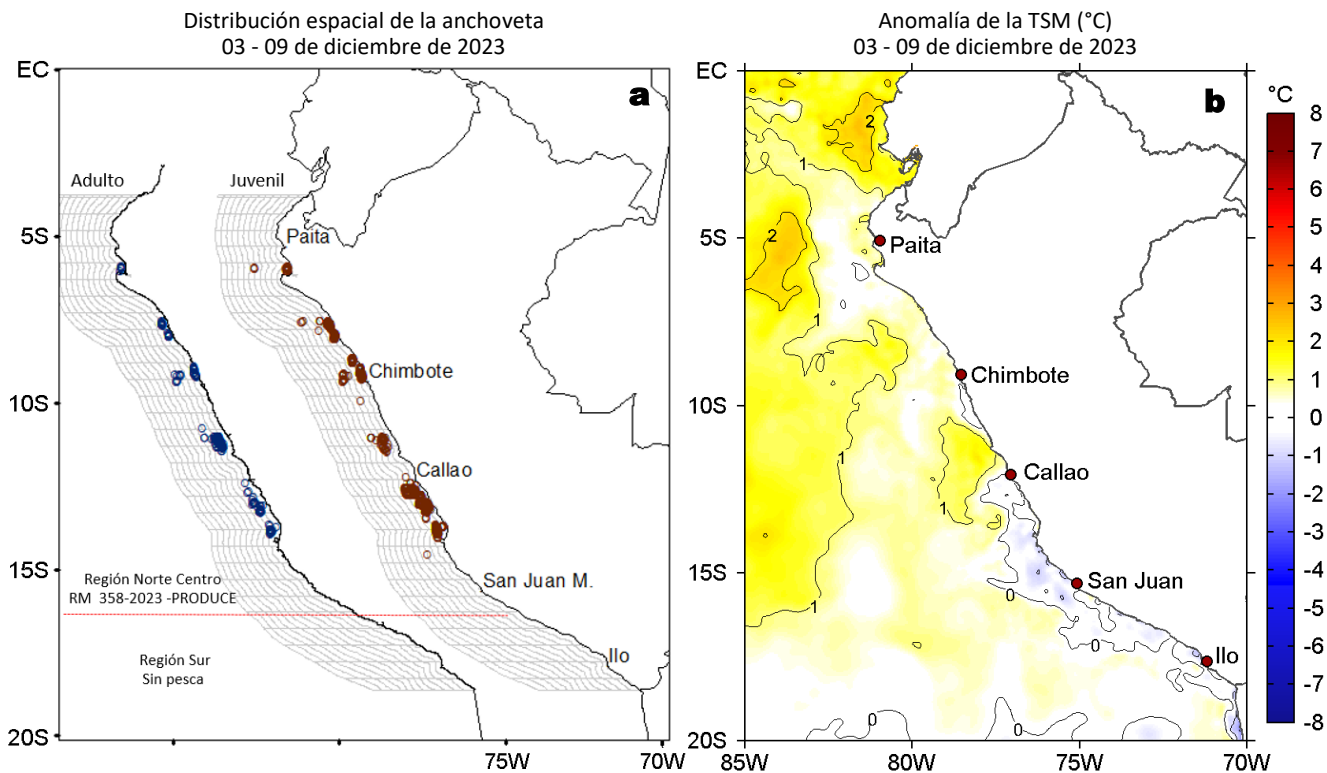 Distribución espacial de la anchoveta
03 - 09 de diciembre de 2023
EC
a
Adulto
Juvenil
5S
Paita
Chimbote
10S
Callao
15S
San Juan M.
Región Norte Centro
RM 358-2023 -PRODUCE
Región Sur
Sin pesca
Ilo
20S
75W
70W
Anomalía de la TSM (°C)
03 - 09 de diciembre de 2023
EC
b
2
1
5S
2
Paita
1
Chimbote
10S
1
Callao
1
15S
San Juan
0
1
0
Ilo
0
0
20S
85W
80W
75W
70W
°C
8
7
6
5
4
3
2
1
0
-1
-2
-3
-4
-5
-6
-7
-8